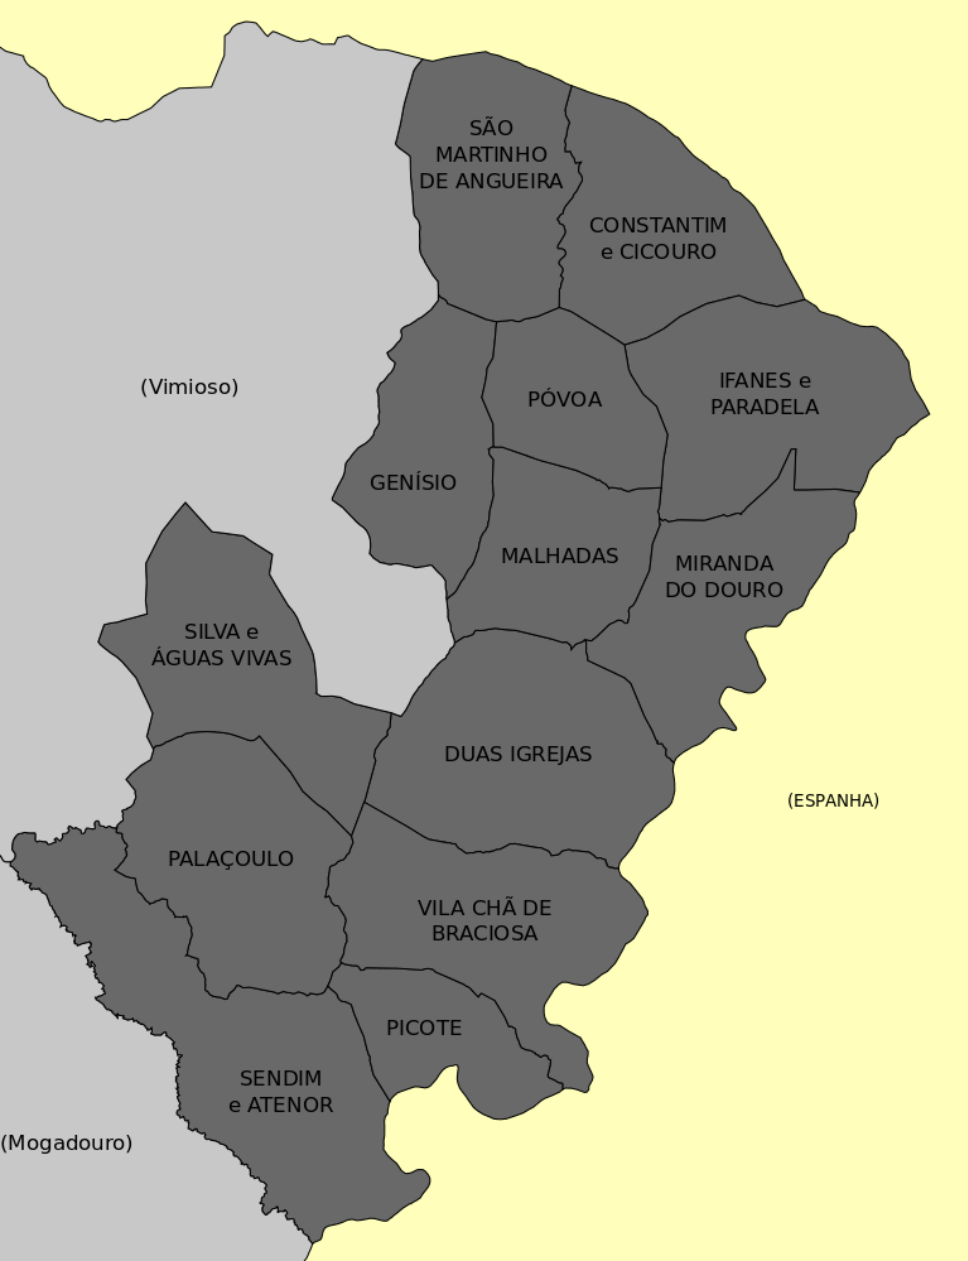 SÃO
MARTINHO
DE ANGUEIRA
CONSTANTIM
e CICOURO
(Vimioso)
IFANES e
PARADELA
PÓVOA
GENÍSIO
MALHADAS
MIRANDA
DO DOURO
SILVA e
ÁGUAS VIVAS
DUAS IGREJAS
(ESPANHA)
PALAÇOULO
VILA CHÃ DE
BRACIOSA
PICOTE
SENDIM
e ATENOR
(Mogadouro)